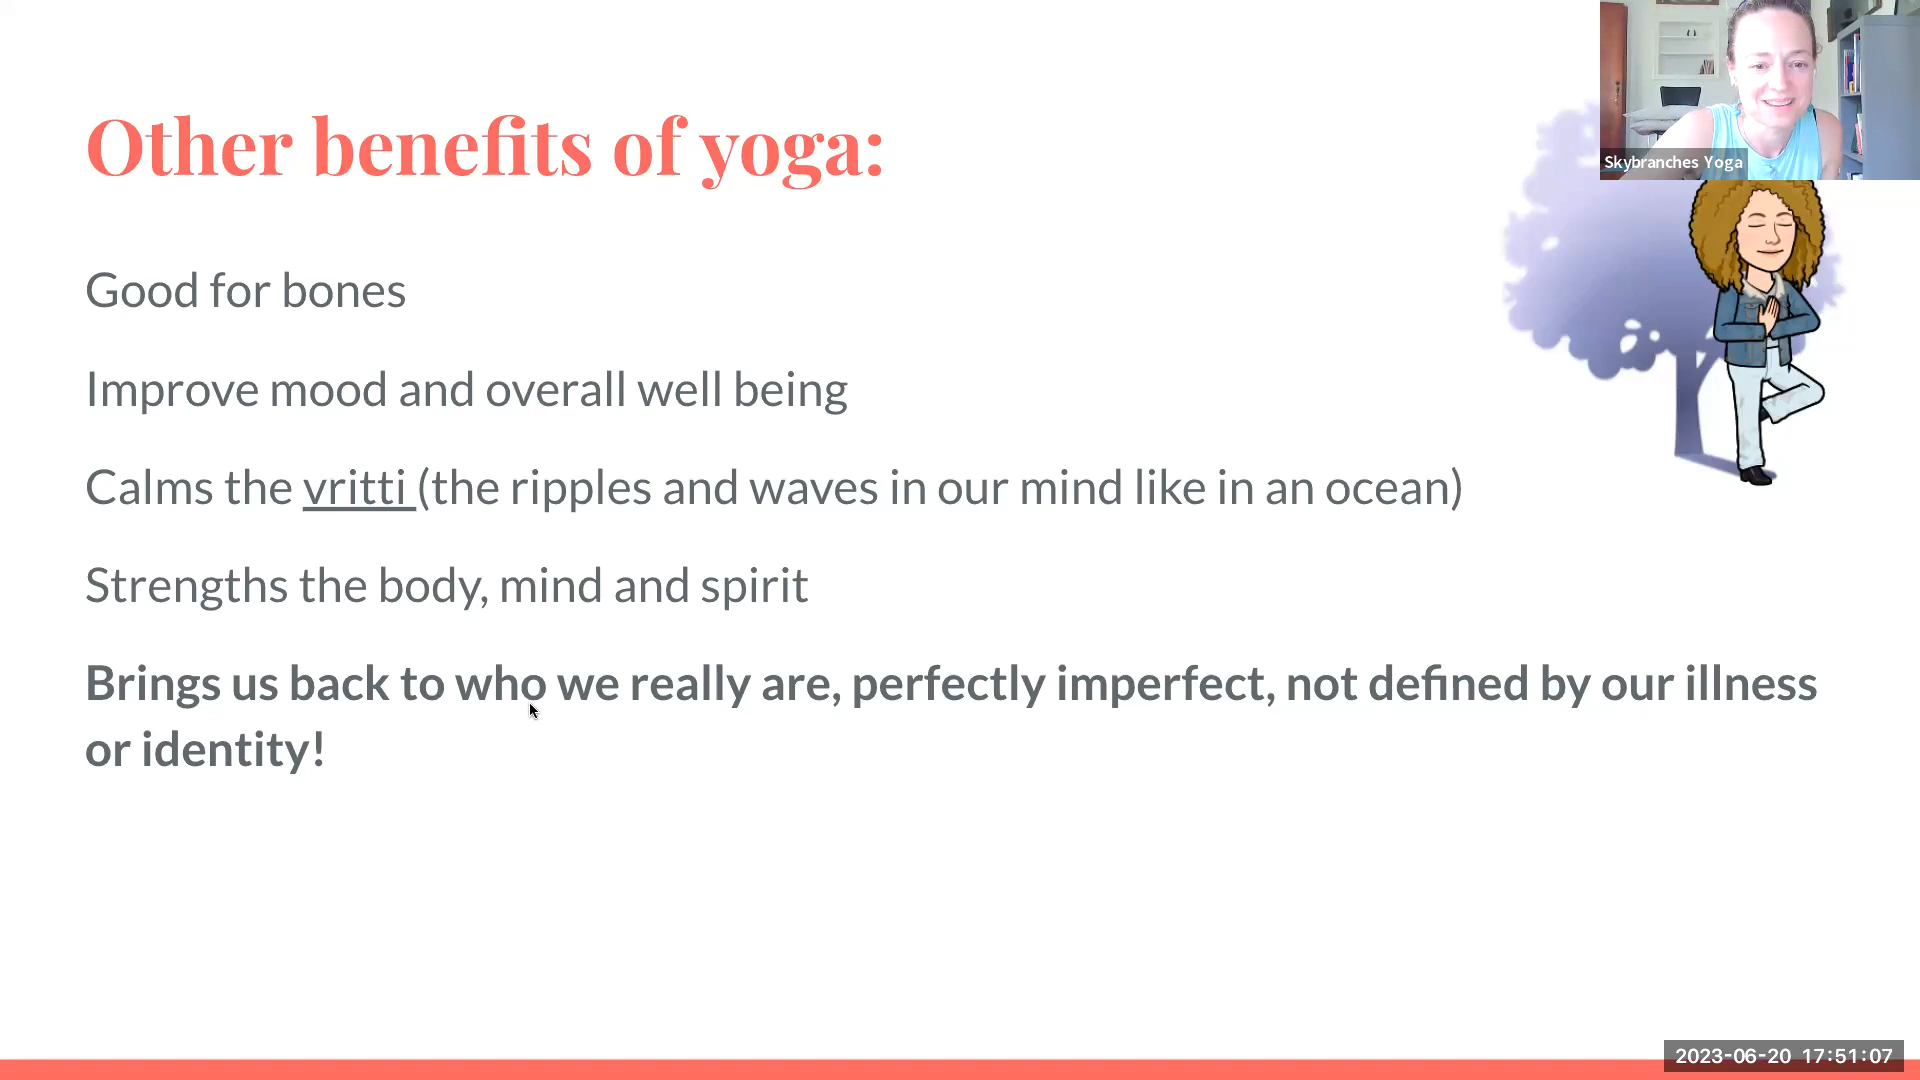 Other benefits of yoga:
Skybranches Yoga
Good for bones
Improve mood and overall well being
Calms the vritti (the ripples and waves in our mind like in an ocean)
Strengths the body, mind and spirit
Brings us back to who we really are, perfectly imperfect, not defined by our illness
or identity!
2023-06-20 17:51:07